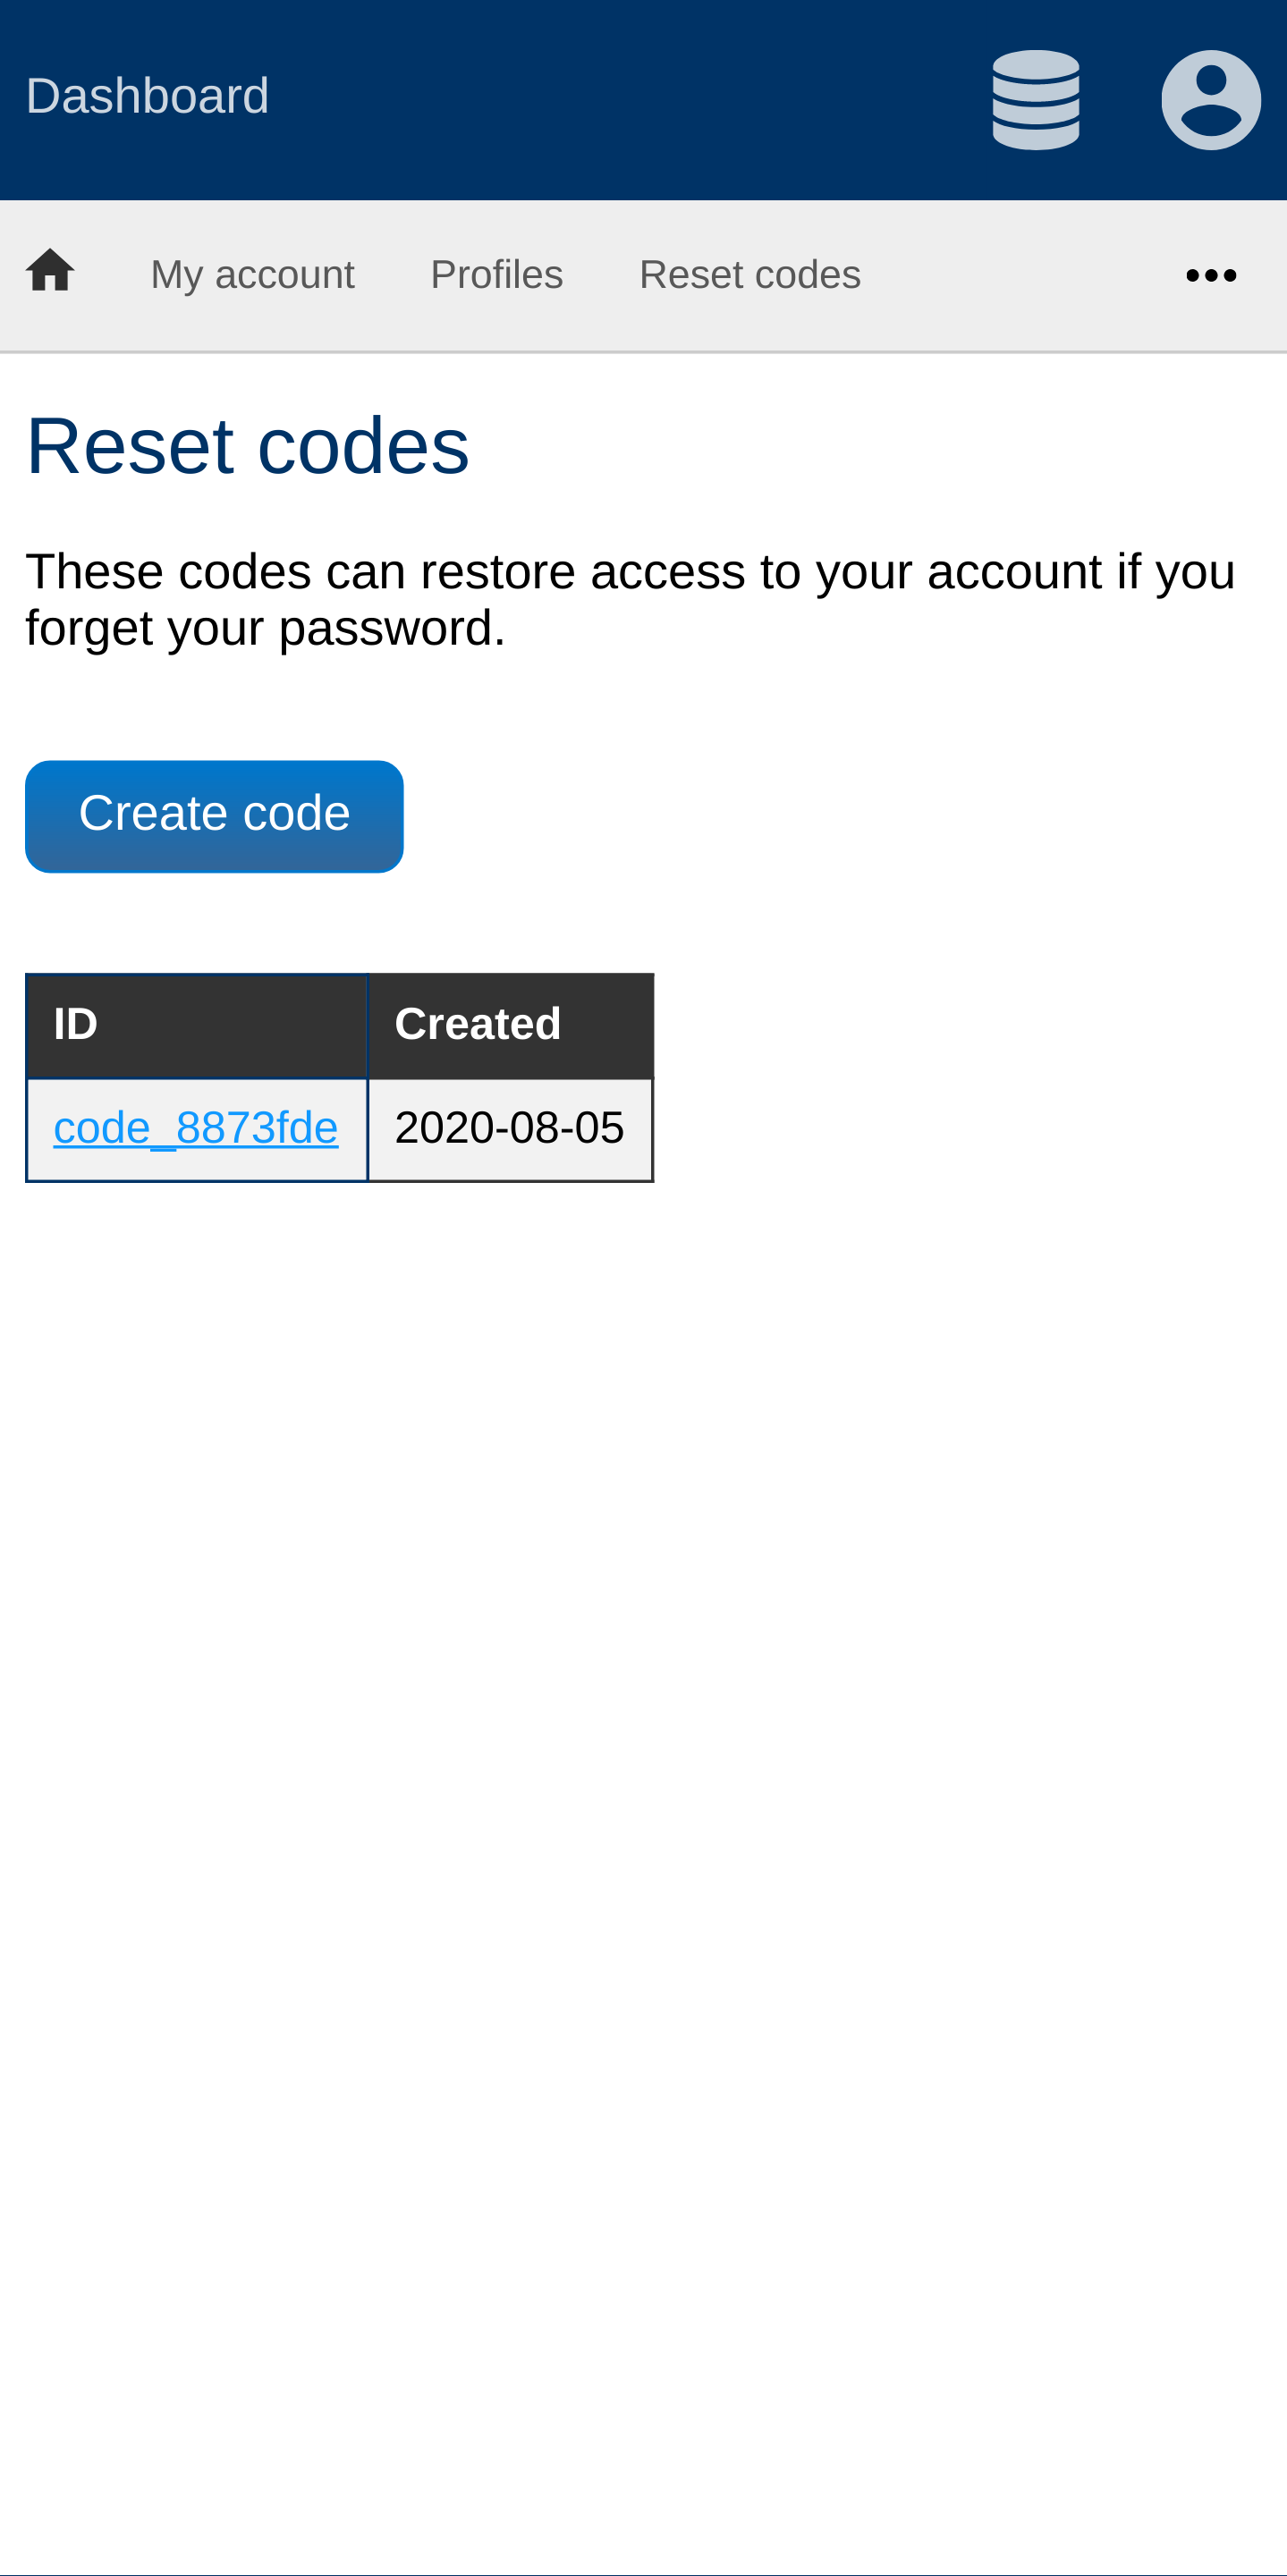 Dashboard
My account Profiles Reset codes
Reset codes
These codes can restore access to your account if you
forget your password.
Create code
ID Created
code_8873fde 2020-08-05